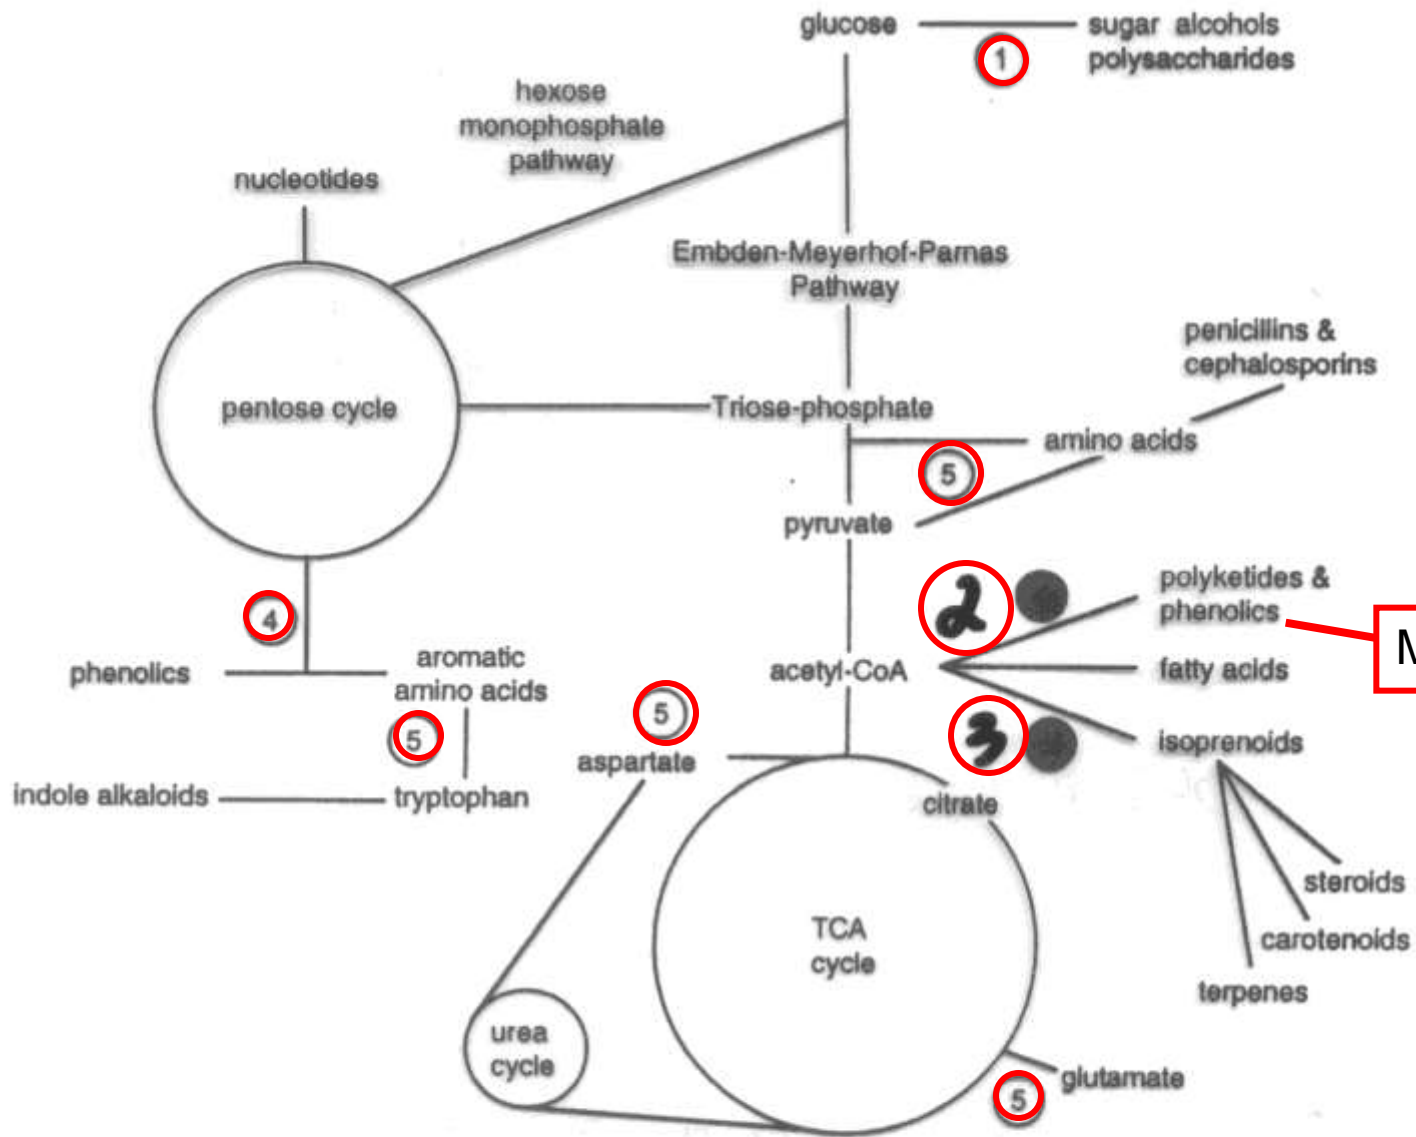 glucose
sugar alcohols
polysaccharides
1
hexose
monophosphate
pathway
nucleotides
Embden-Meyerhof-Parnas
Pathway
penicillins &
cephalosporins
pentose cycle
Triose-phosphate
amino acids
5
pyruvate
2
polyketides &
phenolics
M
4
phenolics
aromatic
amino acids
acetyl-CoA
fatty acids
5
5
3
isoprenoids
aspartate
indole alkaloids
tryptophan
citrate
steroids
TCA
cycle
carotenoids
terpenes
urea
cycle
glutamate
5